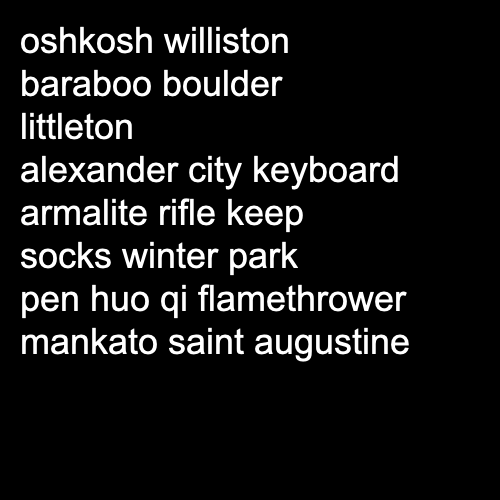 oshkosh williston
baraboo boulder
littleton
alexander city keyboard
armalite rifle keep
socks winter park
pen huo qi flamethrower
mankato saint augustine